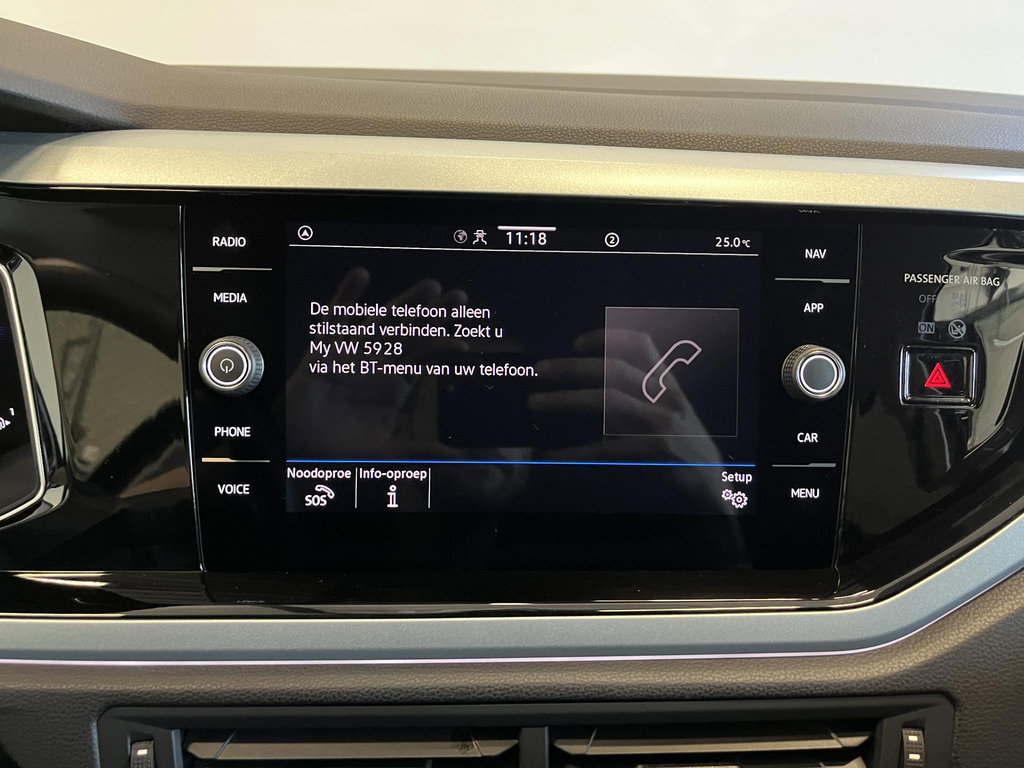 RADIO
MEDIA
PHONE
VOICE
11:18
2
25.0°C
De mobiele telefoon alleen
stilstaand verbinden. Zoekt u
My VW 5928
via het BT-menu van uw telefoon.
Noodoproe
SOS
Info-oproep
i
Setup
NAV
APP
CAR
MENU
PASSENGER AIR BAG
OFF
ON
1